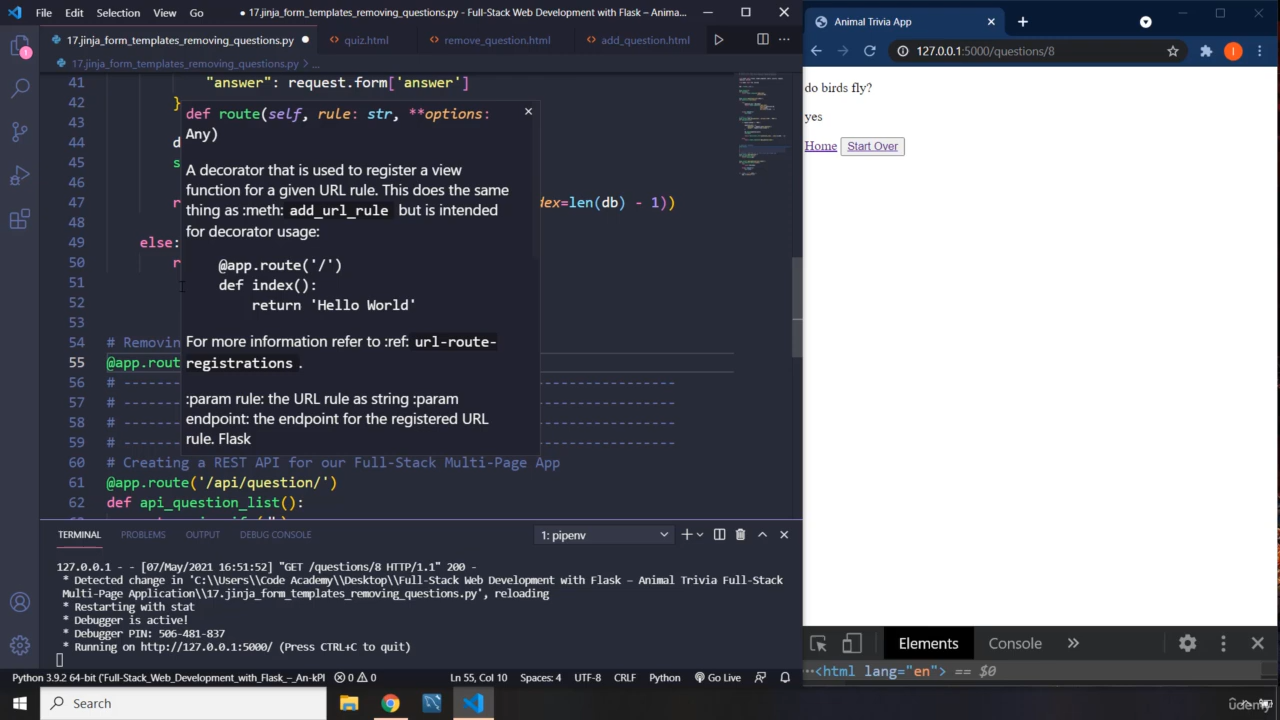 File Edit Selection View Go
● 17.jinja_form_templates_removing_questions.py - Full-Stack Web Development with Flask – Anima...
17.jinja_form_templates_removing_questions.py ●
quiz.html
remove_question.html
add_question.html
17.jinja_form_templates_removing_questions.py > ...
1
41 "answer": request.form['answer']
42 }
43
44 d
45 s
46
47 r dex=len(db) - 1))
48
49 else:
50 r
51
52
53
54 # Removin
55 @app.rout
56 # ----------------------------------------------------------------------
57 # ----------------------------------------------------------------------
58 # ----------------------------------------------------------------------
59 # ----------------------------------------------------------------------
60 # Creating a REST API for our Full-Stack Multi-Page App
61 @app.route('/api/question/')
62 def api_question_list():
def route(self, rule: str, **options:
Any)
A decorator that is used to register a view
function for a given URL rule. This does the same
thing as :meth: add_url_rule but is intended
for decorator usage:
@app.route('/')
def index():
return 'Hello World'
For more information refer to :ref: url-route-
registrations .
:param rule: the URL rule as string :param
endpoint: the endpoint for the registered URL
rule. Flask
TERMINAL PROBLEMS OUTPUT DEBUG CONSOLE
1: pipenv
127.0.0.1 - - [07/May/2021 16:51:52] "GET /questions/8 HTTP/1.1" 200 -
* Detected change in 'C:\\Users\\Code Academy\\Desktop\\Full-Stack Web Development with Flask – Animal Trivia Full-Stack
Multi-Page Application\\17.jinja_form_templates_removing_questions.py', reloading
* Restarting with stat
* Debugger is active!
* Debugger PIN: 506-481-837
* Running on http://127.0.0.1:5000/ (Press CTRL+C to quit)
Python 3.9.2 64-bit
0 0
Ln 55, Col 10
Spaces: 4
UTF-8
CRLF
Python
Go Live
Animal Trivia App
127.0.0.1:5000/questions/8
i
do birds fly?
yes
Home Start Over
Elements Console
<html lang="en"> == $0
Search
udemy